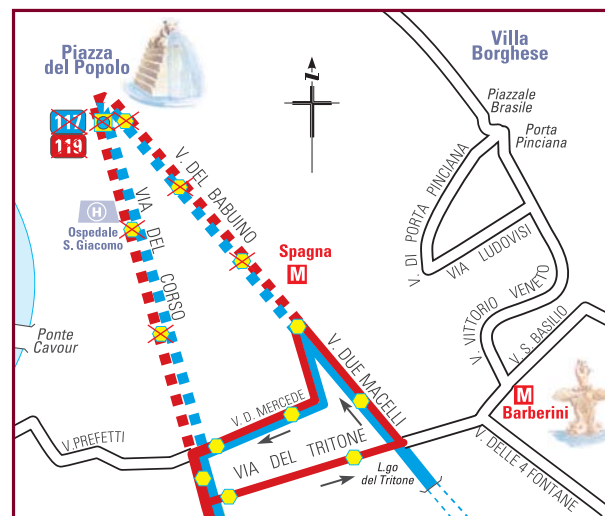 Piazza
del Popolo
Villa
Borghese
Piazzale
Brasile
Porta
Pinciana
117
119
V. DEL BABUINO
V. DI PORTA PINCIANA
H
Ospedale
S. Giacomo
VIA DEL CORSO
Spagna
M
VIA LUDOVISI
V. VITTORIO VENETO
V. S. BASILIO
Ponte
Cavour
V. DUE MACELLI
M
Barberini
V. D. MERCEDE
V.PREFETTI
VIA DEL TRITONE
L.go
del Tritone
V. DELLE 4 FONTANE